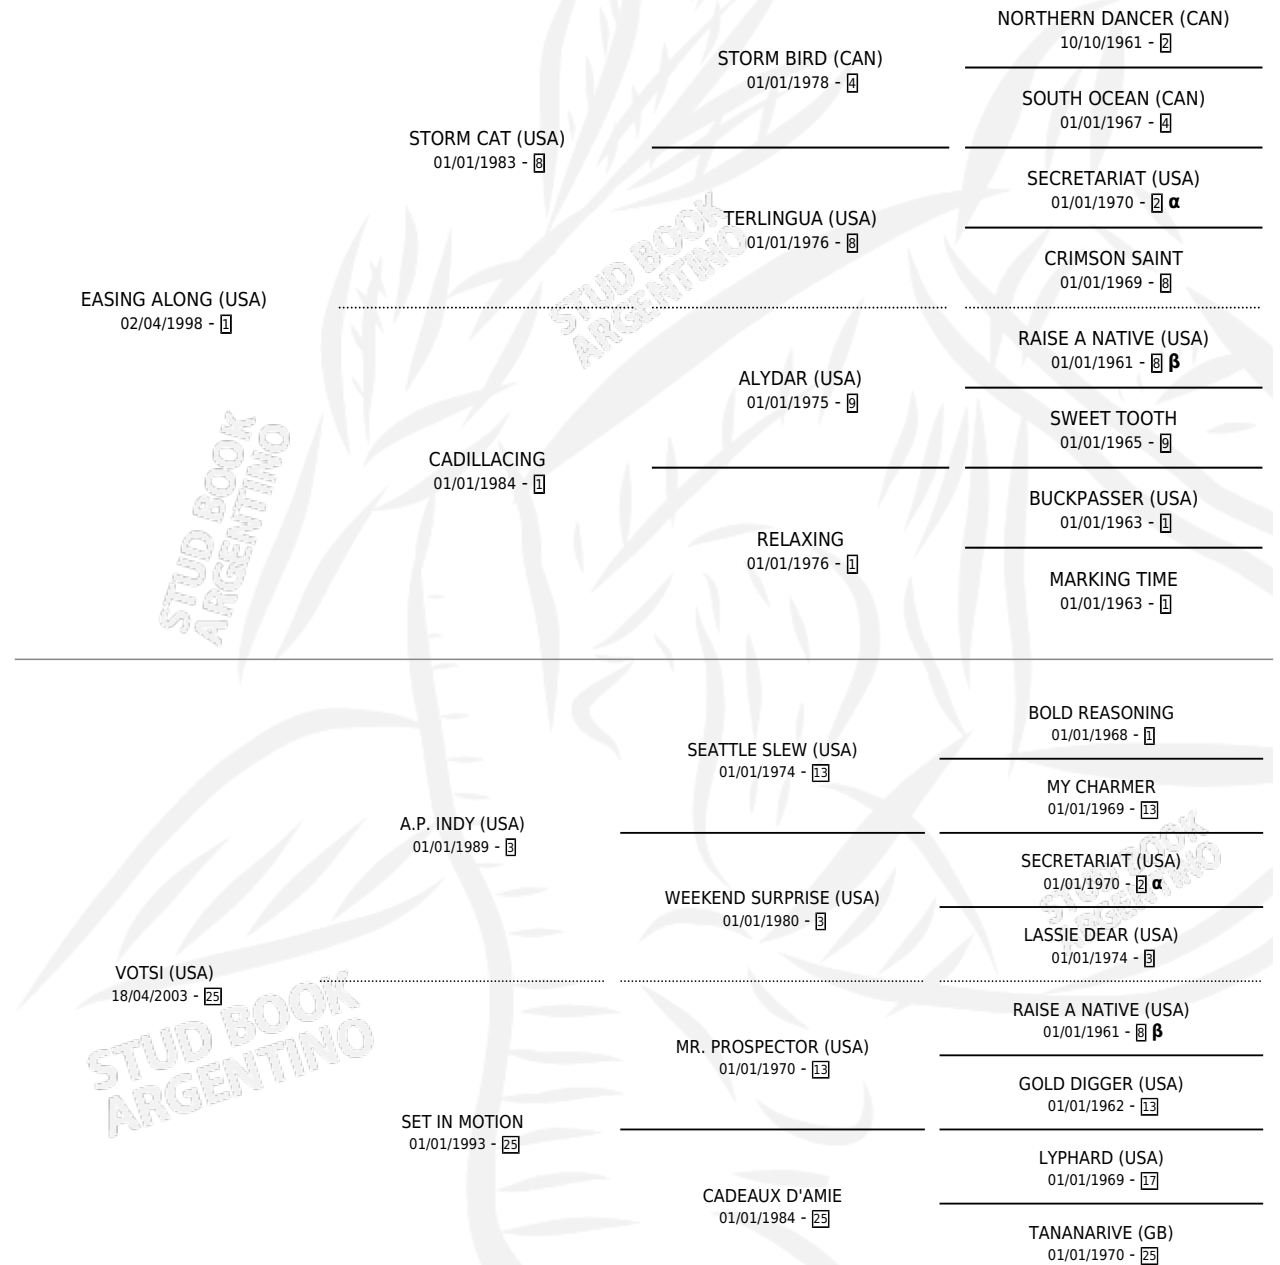 NORTHERN DANCER (CAN)
10/10/1961 - 2
STORM BIRD (CAN)
01/01/1978 - 4
SOUTH OCEAN (CAN)
01/01/1967 - 4
STORM CAT (USA)
01/01/1983 - 8
SECRETARIAT (USA)
01/01/1970 - 2 α
TERLINGUA (USA)
01/01/1976 - 8
CRIMSON SAINT
01/01/1969 - 8
EASING ALONG (USA)
02/04/1998 - 1
STUD BOOK
ARGENTINO
RAISE A NATIVE (USA)
01/01/1961 - 8 β
ALYDAR (USA)
01/01/1975 - 9
SWEET TOOTH
01/01/1965 - 9
CADILLACING
01/01/1984 - 1
BUCKPASSER (USA)
01/01/1963 - 1
RELAXING
01/01/1976 - 1
MARKING TIME
01/01/1963 - 1
STUD BOOK
ARGENTINO
BOLD REASONING
01/01/1968 - 1
SEATTLE SLEW (USA)
01/01/1974 - 13
MY CHARMER
01/01/1969 - 13
A.P. INDY (USA)
01/01/1989 - 3
SECRETARIAT (USA)
01/01/1970 - 2 α
WEEKEND SURPRISE (USA)
01/01/1980 - 3
STUD BOOK
ARGENTINO
LASSIE DEAR (USA)
01/01/1974 - 3
VOTSI (USA)
18/04/2003 - 25
STUD BOOK
ARGENTINO
RAISE A NATIVE (USA)
01/01/1961 - 8 β
MR. PROSPECTOR (USA)
01/01/1970 - 13
GOLD DIGGER (USA)
01/01/1962 - 13
SET IN MOTION
01/01/1993 - 25
LYPHARD (USA)
01/01/1969 - 17
CADEAUX D'AMIE
01/01/1984 - 25
TANANARIVE (GB)
01/01/1970 - 25